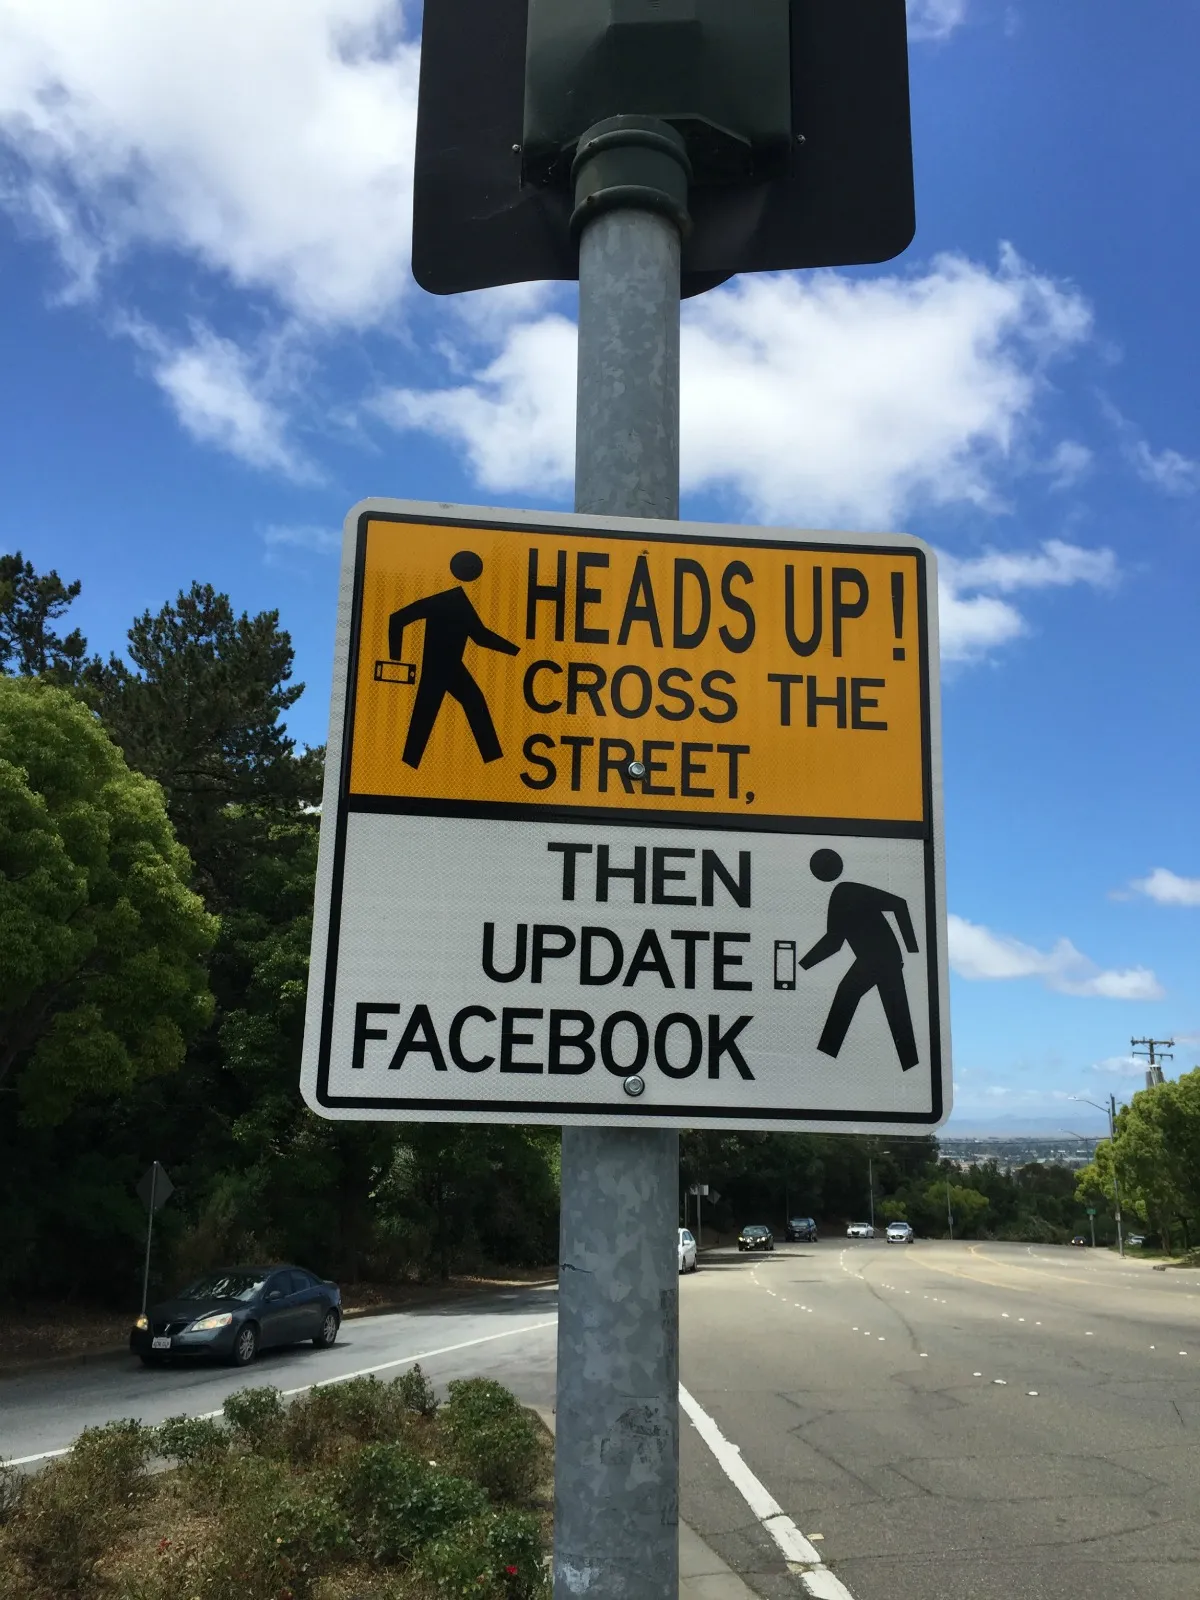 HEADS UP!
CROSS THE
STREET,
THEN
UPDATE
FACEBOOK